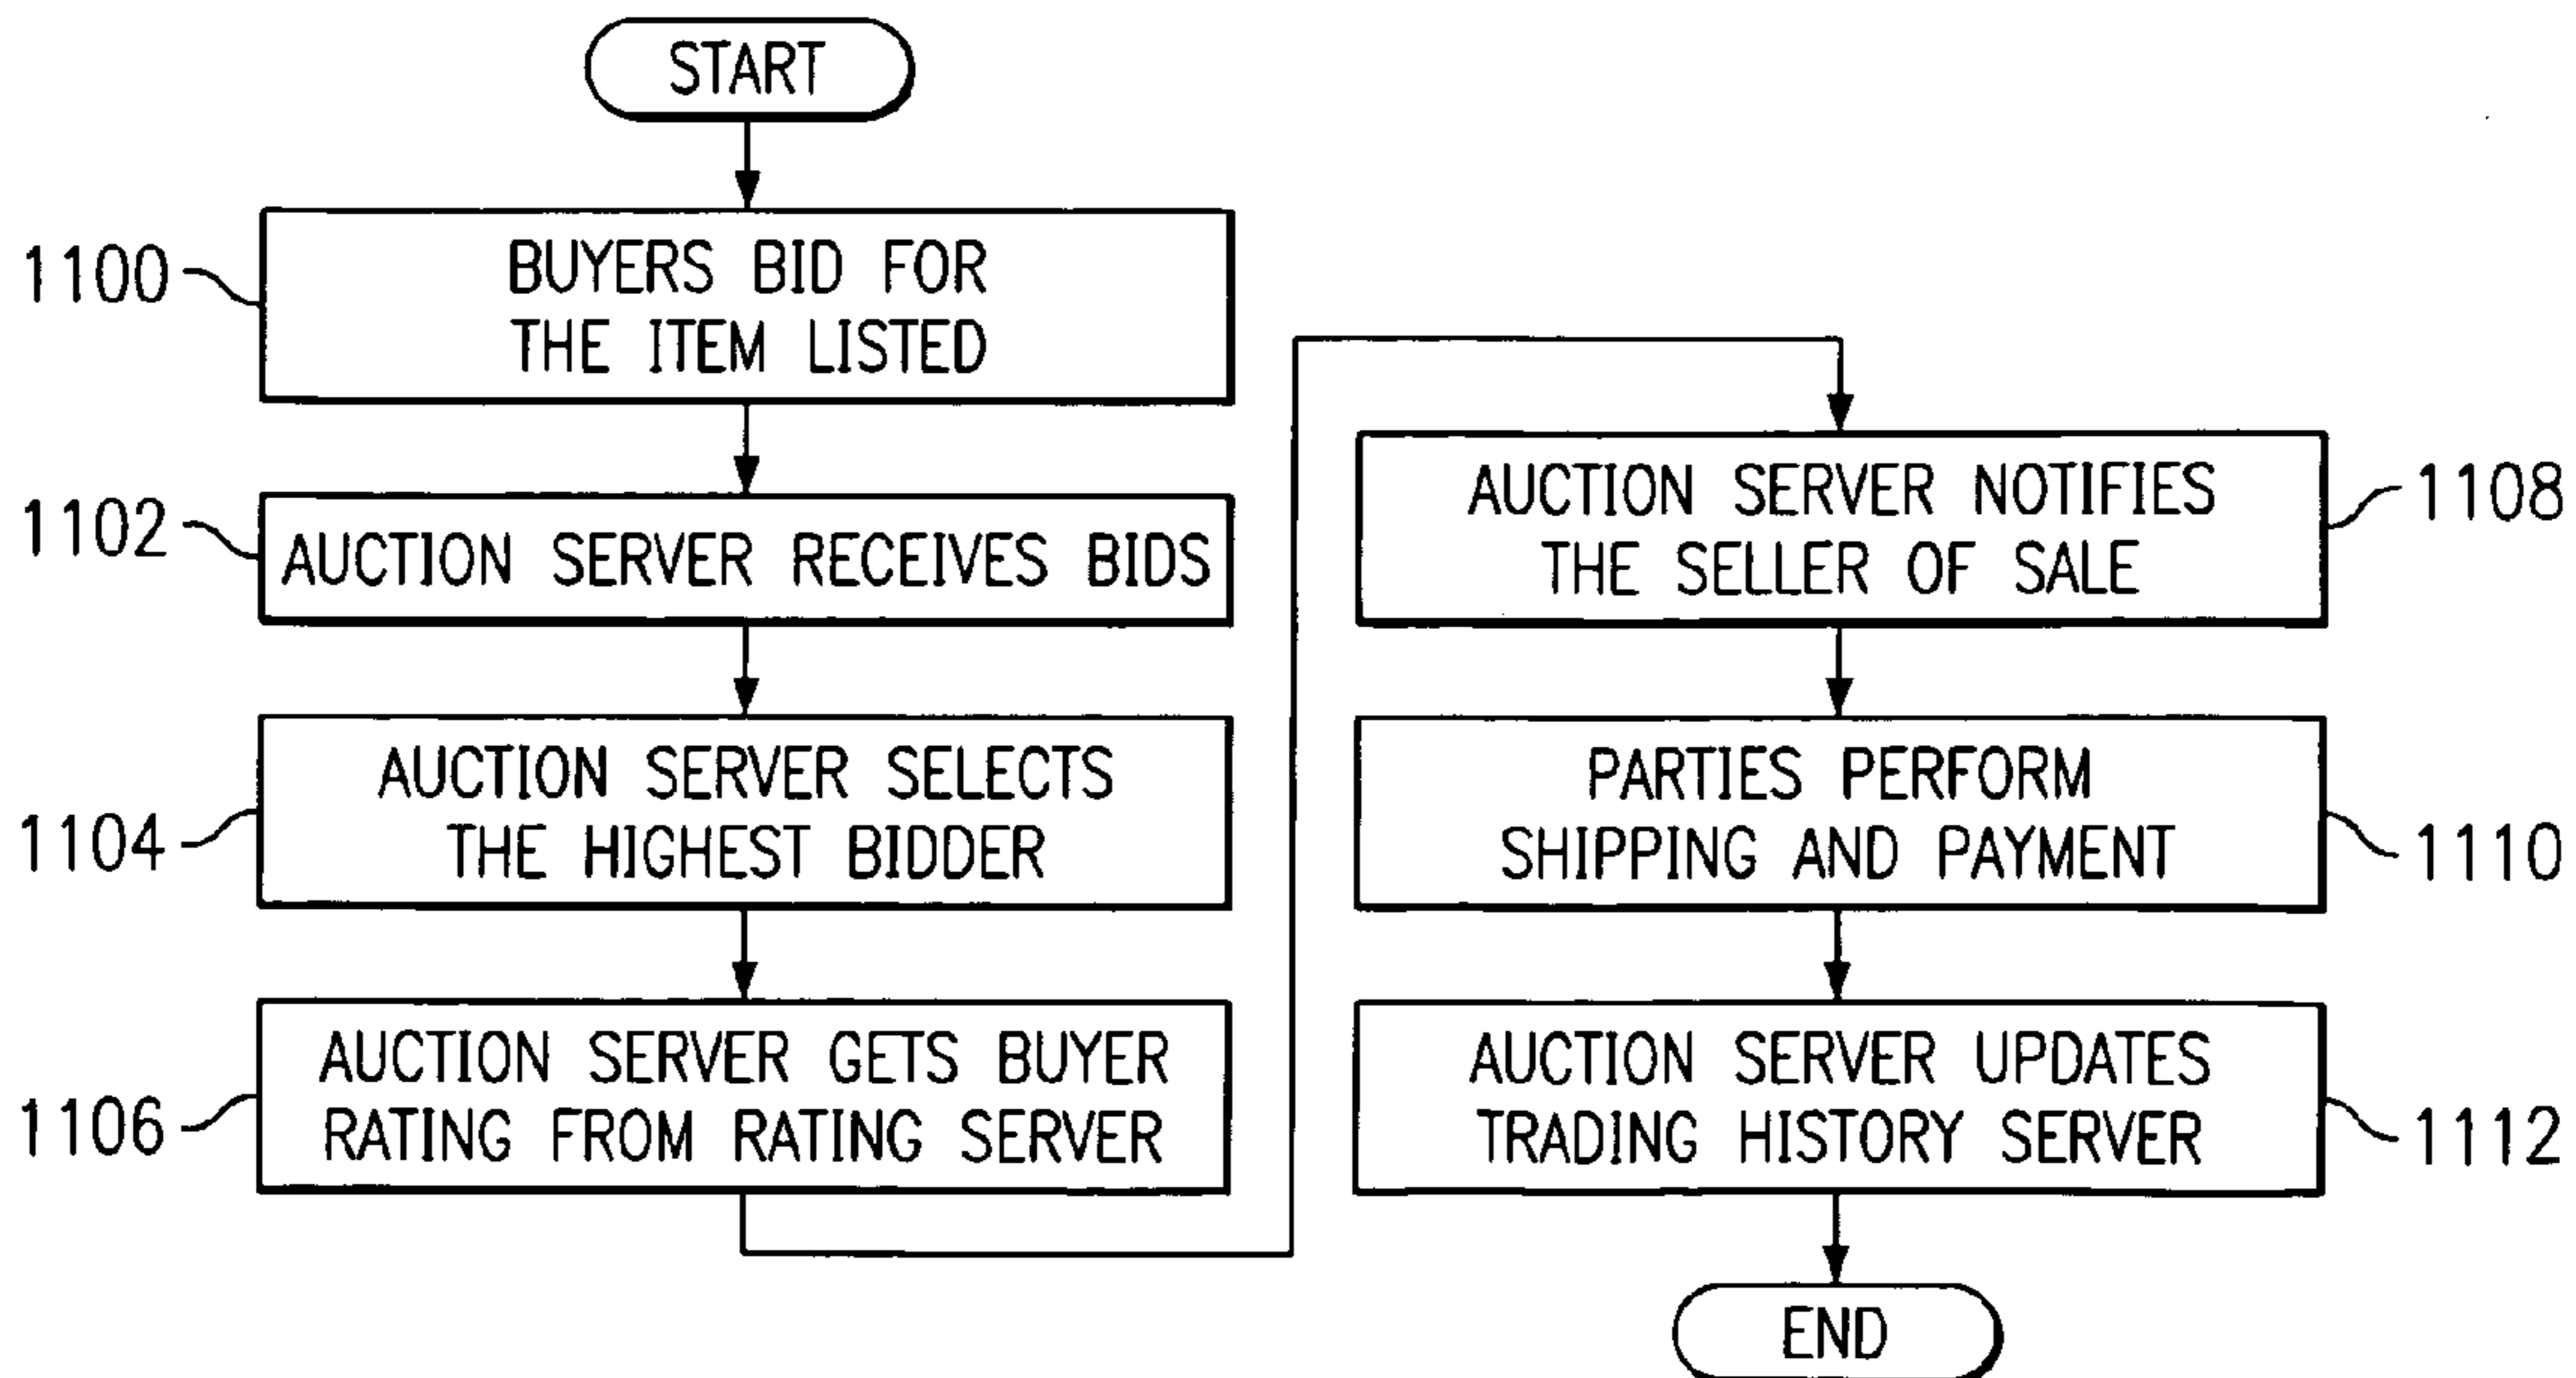 START
1100
BUYERS BID FOR
THE ITEM LISTED
1102
AUCTION SERVER RECEIVES BIDS
1104
AUCTION SERVER SELECTS
THE HIGHEST BIDDER
1106
AUCTION SERVER GETS BUYER
RATING FROM RATING SERVER
AUCTION SERVER NOTIFIES
THE SELLER OF SALE
1108
PARTIES PERFORM
SHIPPING AND PAYMENT
1110
AUCTION SERVER UPDATES
TRADING HISTORY SERVER
1112
END